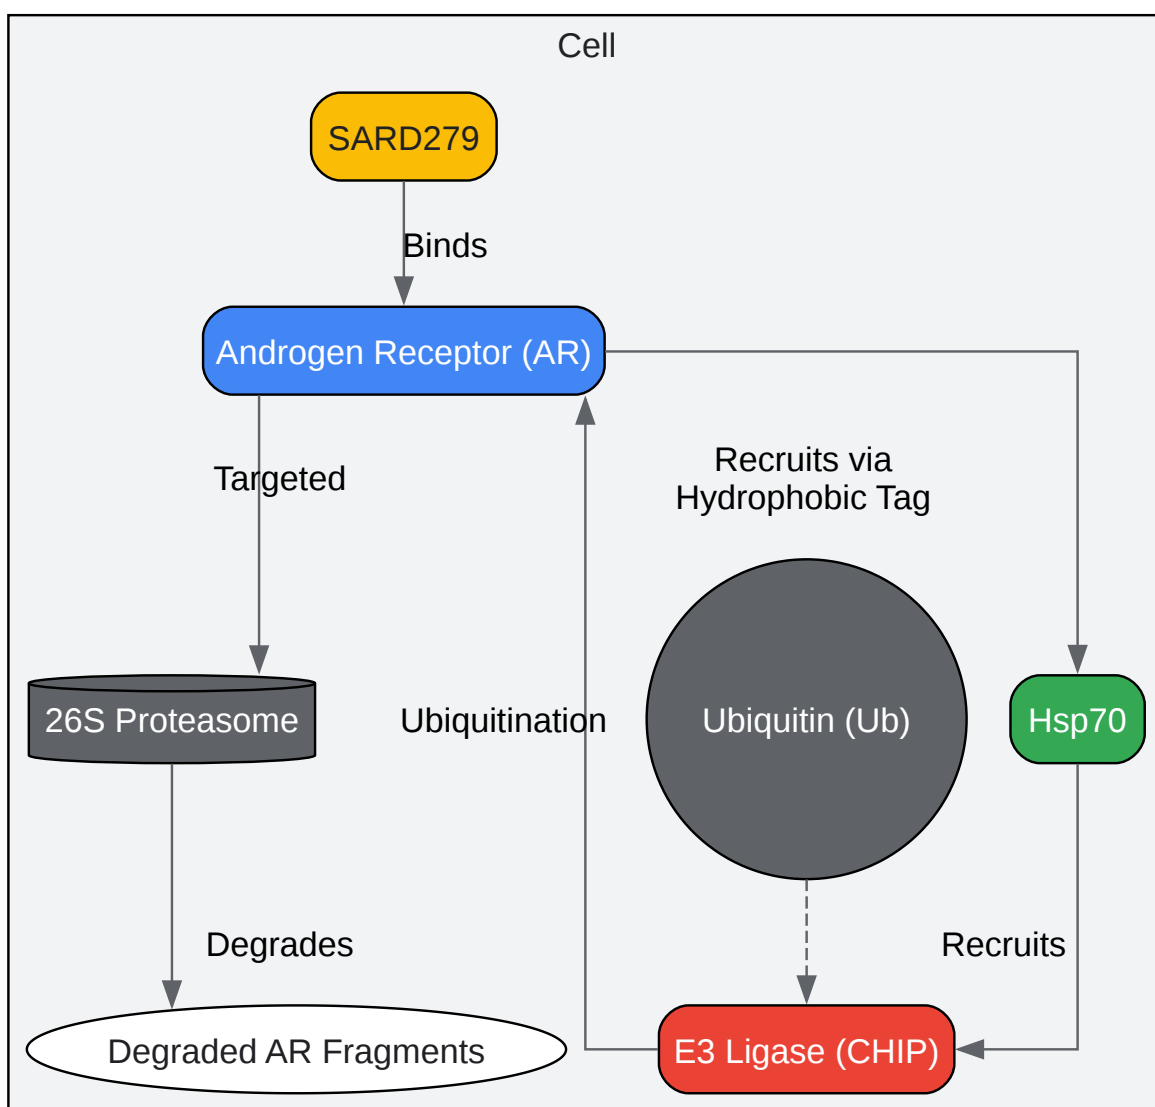 Cell
SARD279
Binds
Androgen Receptor (AR)
Targeted
Recruits via
Hydrophobic Tag
26S Proteasome
Ubiquitination
Ubiquitin (Ub)
Hsp70
Degrades
Recruits
Degraded AR Fragments
E3 Ligase (CHIP)